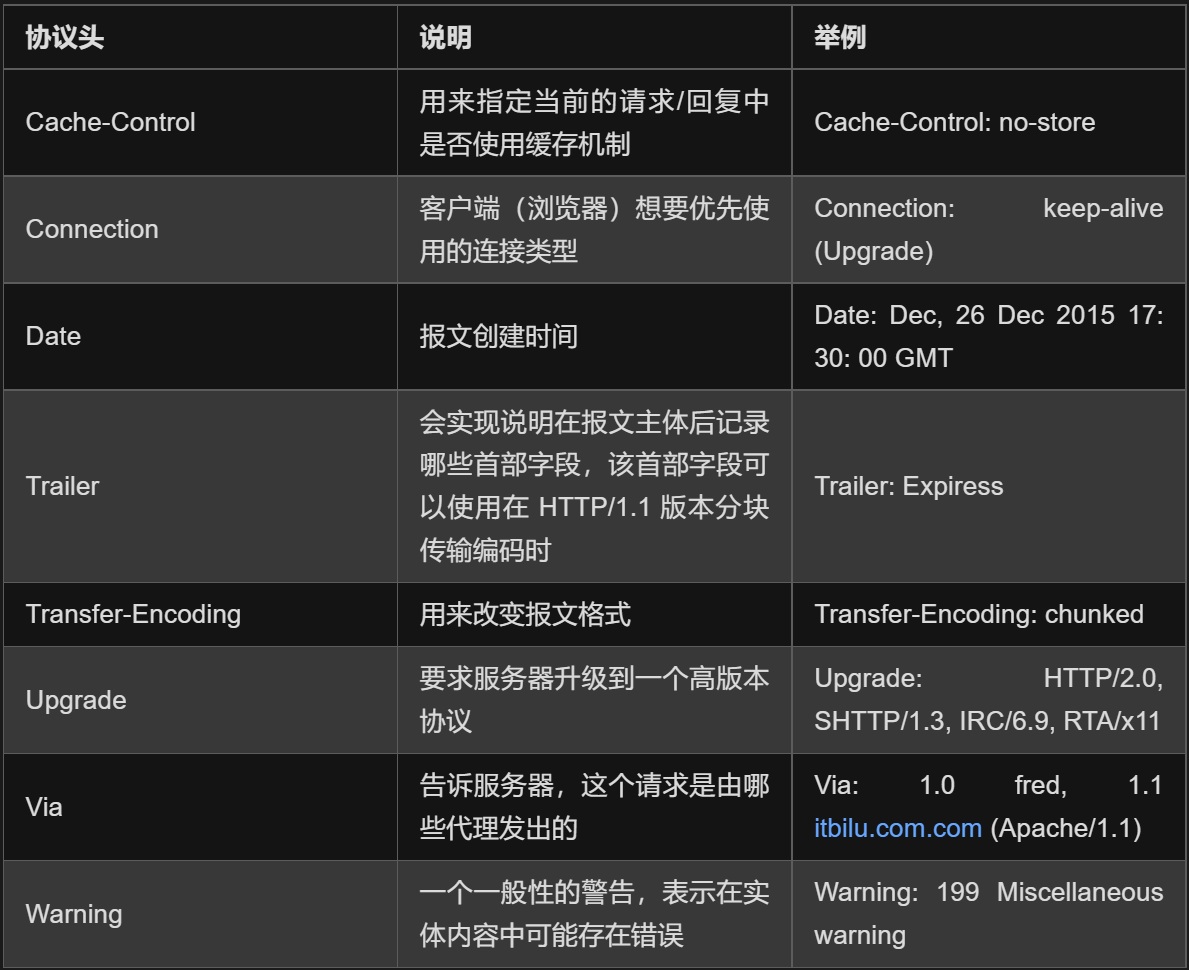 协议头 说明 举例
Cache-Control 用来指定当前的请求/回复中 Cache-Control: no-store
是否使用缓存机制
Connection 客户端（浏览器）想要优先使 Connection: keep-alive
用的连接类型 (Upgrade)
Date 报文创建时间 Date: Dec, 26 Dec 2015 17:
30: 00 GMT
Trailer 会实现说明在报文主体后记录 Trailer: Expiress
哪些首部字段，该首部字段可
以使用在 HTTP/1.1 版本分块
传输编码时
Transfer-Encoding 用来改变报文格式 Transfer-Encoding: chunked
Upgrade 要求服务器升级到一个高版本 Upgrade: HTTP/2.0,
协议 SHTTP/1.3, IRC/6.9, RTA/x11
Via 告诉服务器，这个请求是由哪 Via: 1.0 fred, 1.1
些代理发出的 itbilu.com.com (Apache/1.1)
Warning 一个一般性的警告，表示在实 Warning: 199 Miscellaneous
体内容中可能存在错误 warning